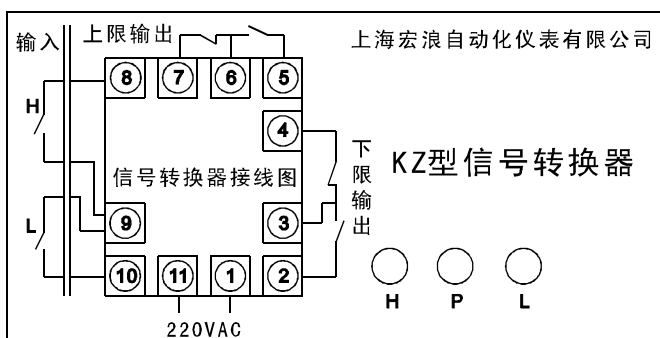 输入
上限输出
上海宏浪自动化仪表有限公司
8
7
6
5
H
4
下限输出
KZ型信号转换器
信号转换器接线图
L
9
3
10
11
1
2
H
P
L
220VAC